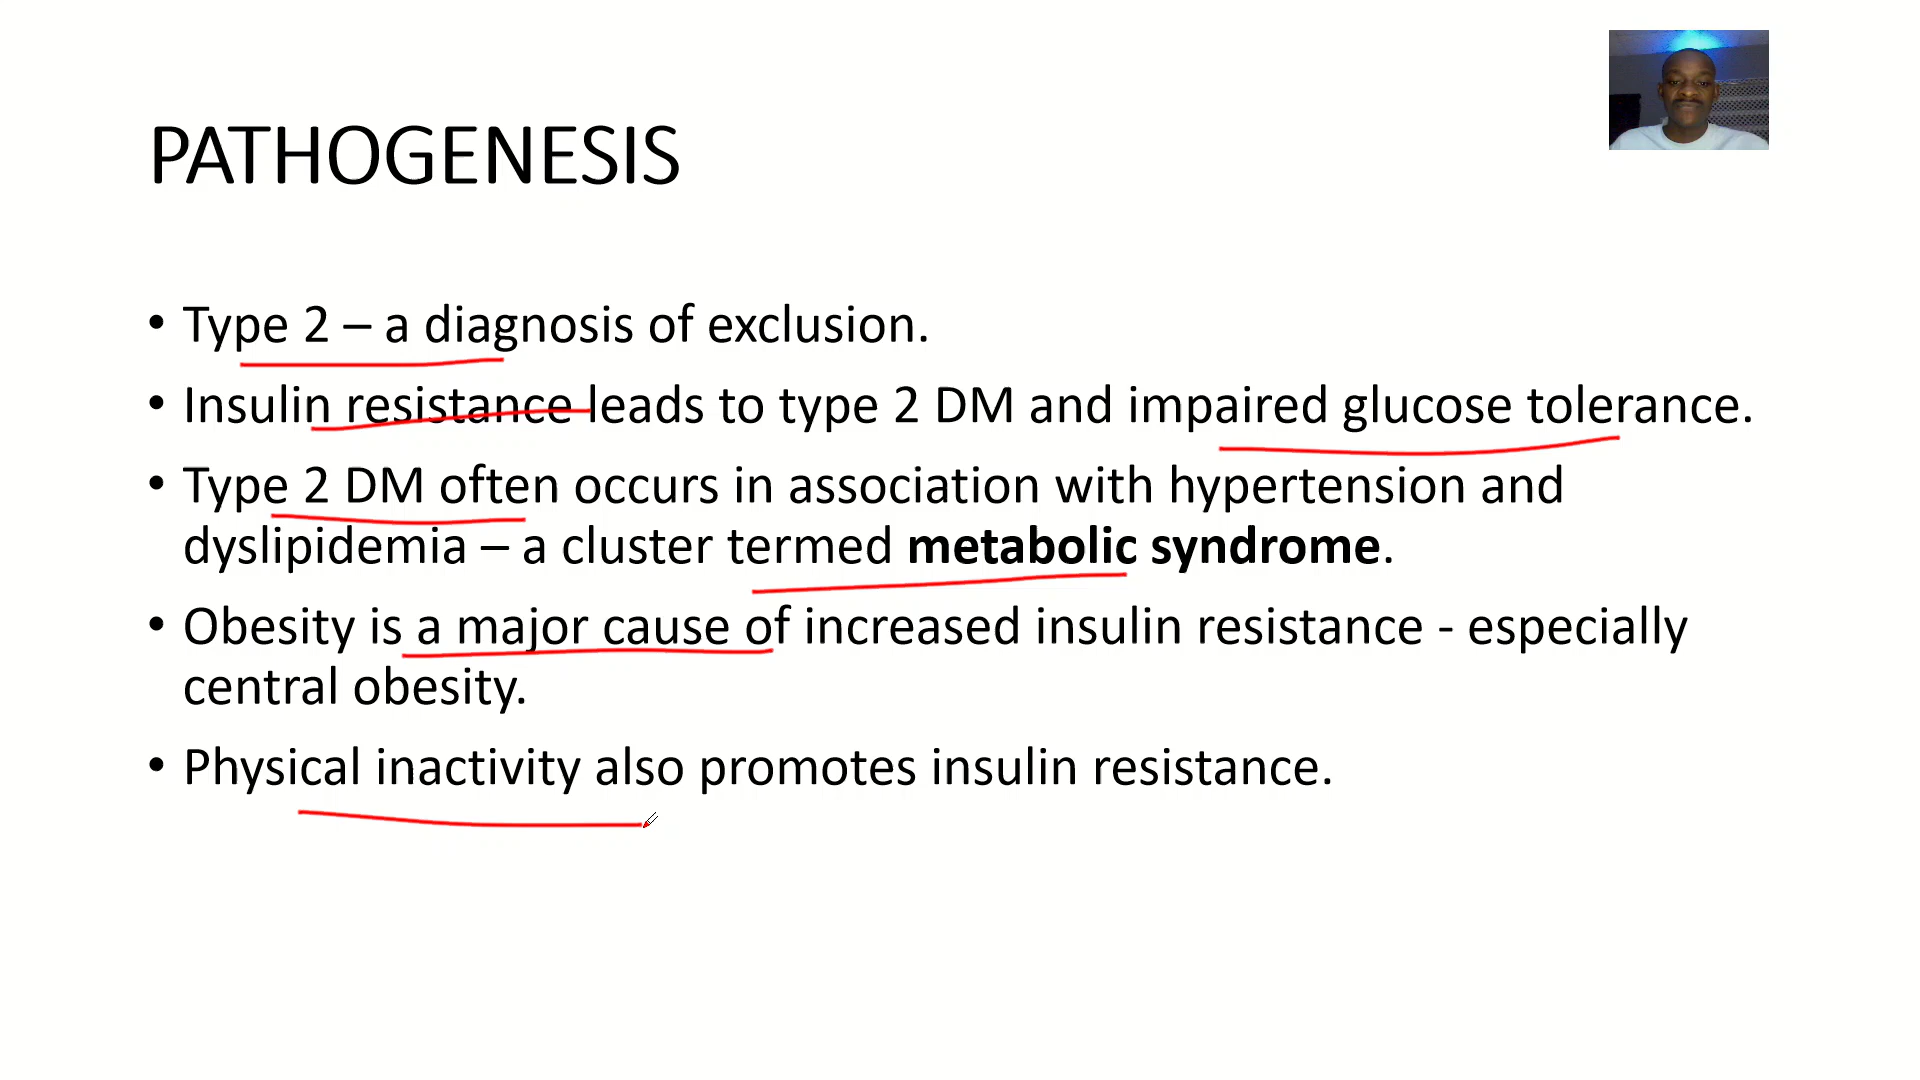 PATHOGENESIS
• Type 2 – a diagnosis of exclusion.
• Insulin resistance leads to type 2 DM and impaired glucose tolerance.
• Type 2 DM often occurs in association with hypertension and
dyslipidemia – a cluster termed metabolic syndrome.
• Obesity is a major cause of increased insulin resistance - especially
central obesity.
• Physical inactivity also promotes insulin resistance.